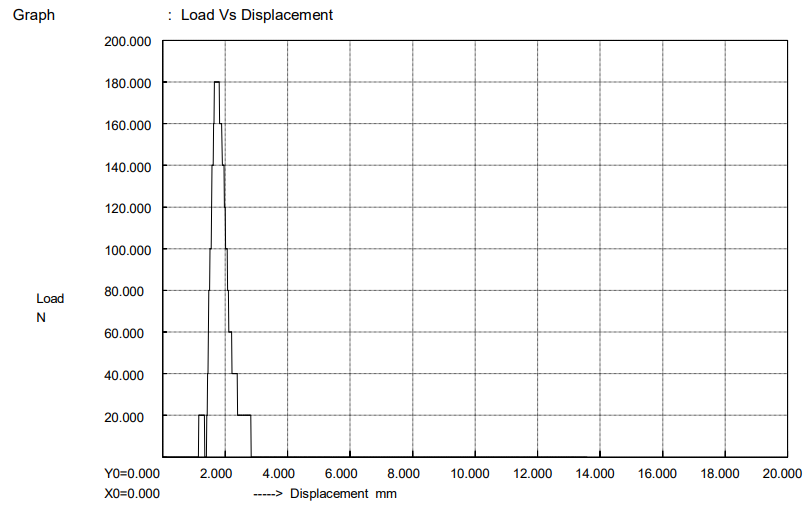 Graph : Load Vs Displacement
200.000
180.000
160.000
140.000
120.000
100.000
80.000
Load
N
60.000
40.000
20.000
Y0=0.000 2.000 4.000 6.000 8.000 10.000 12.000 14.000 16.000 18.000 20.000
X0=0.000 -----> Displacement mm